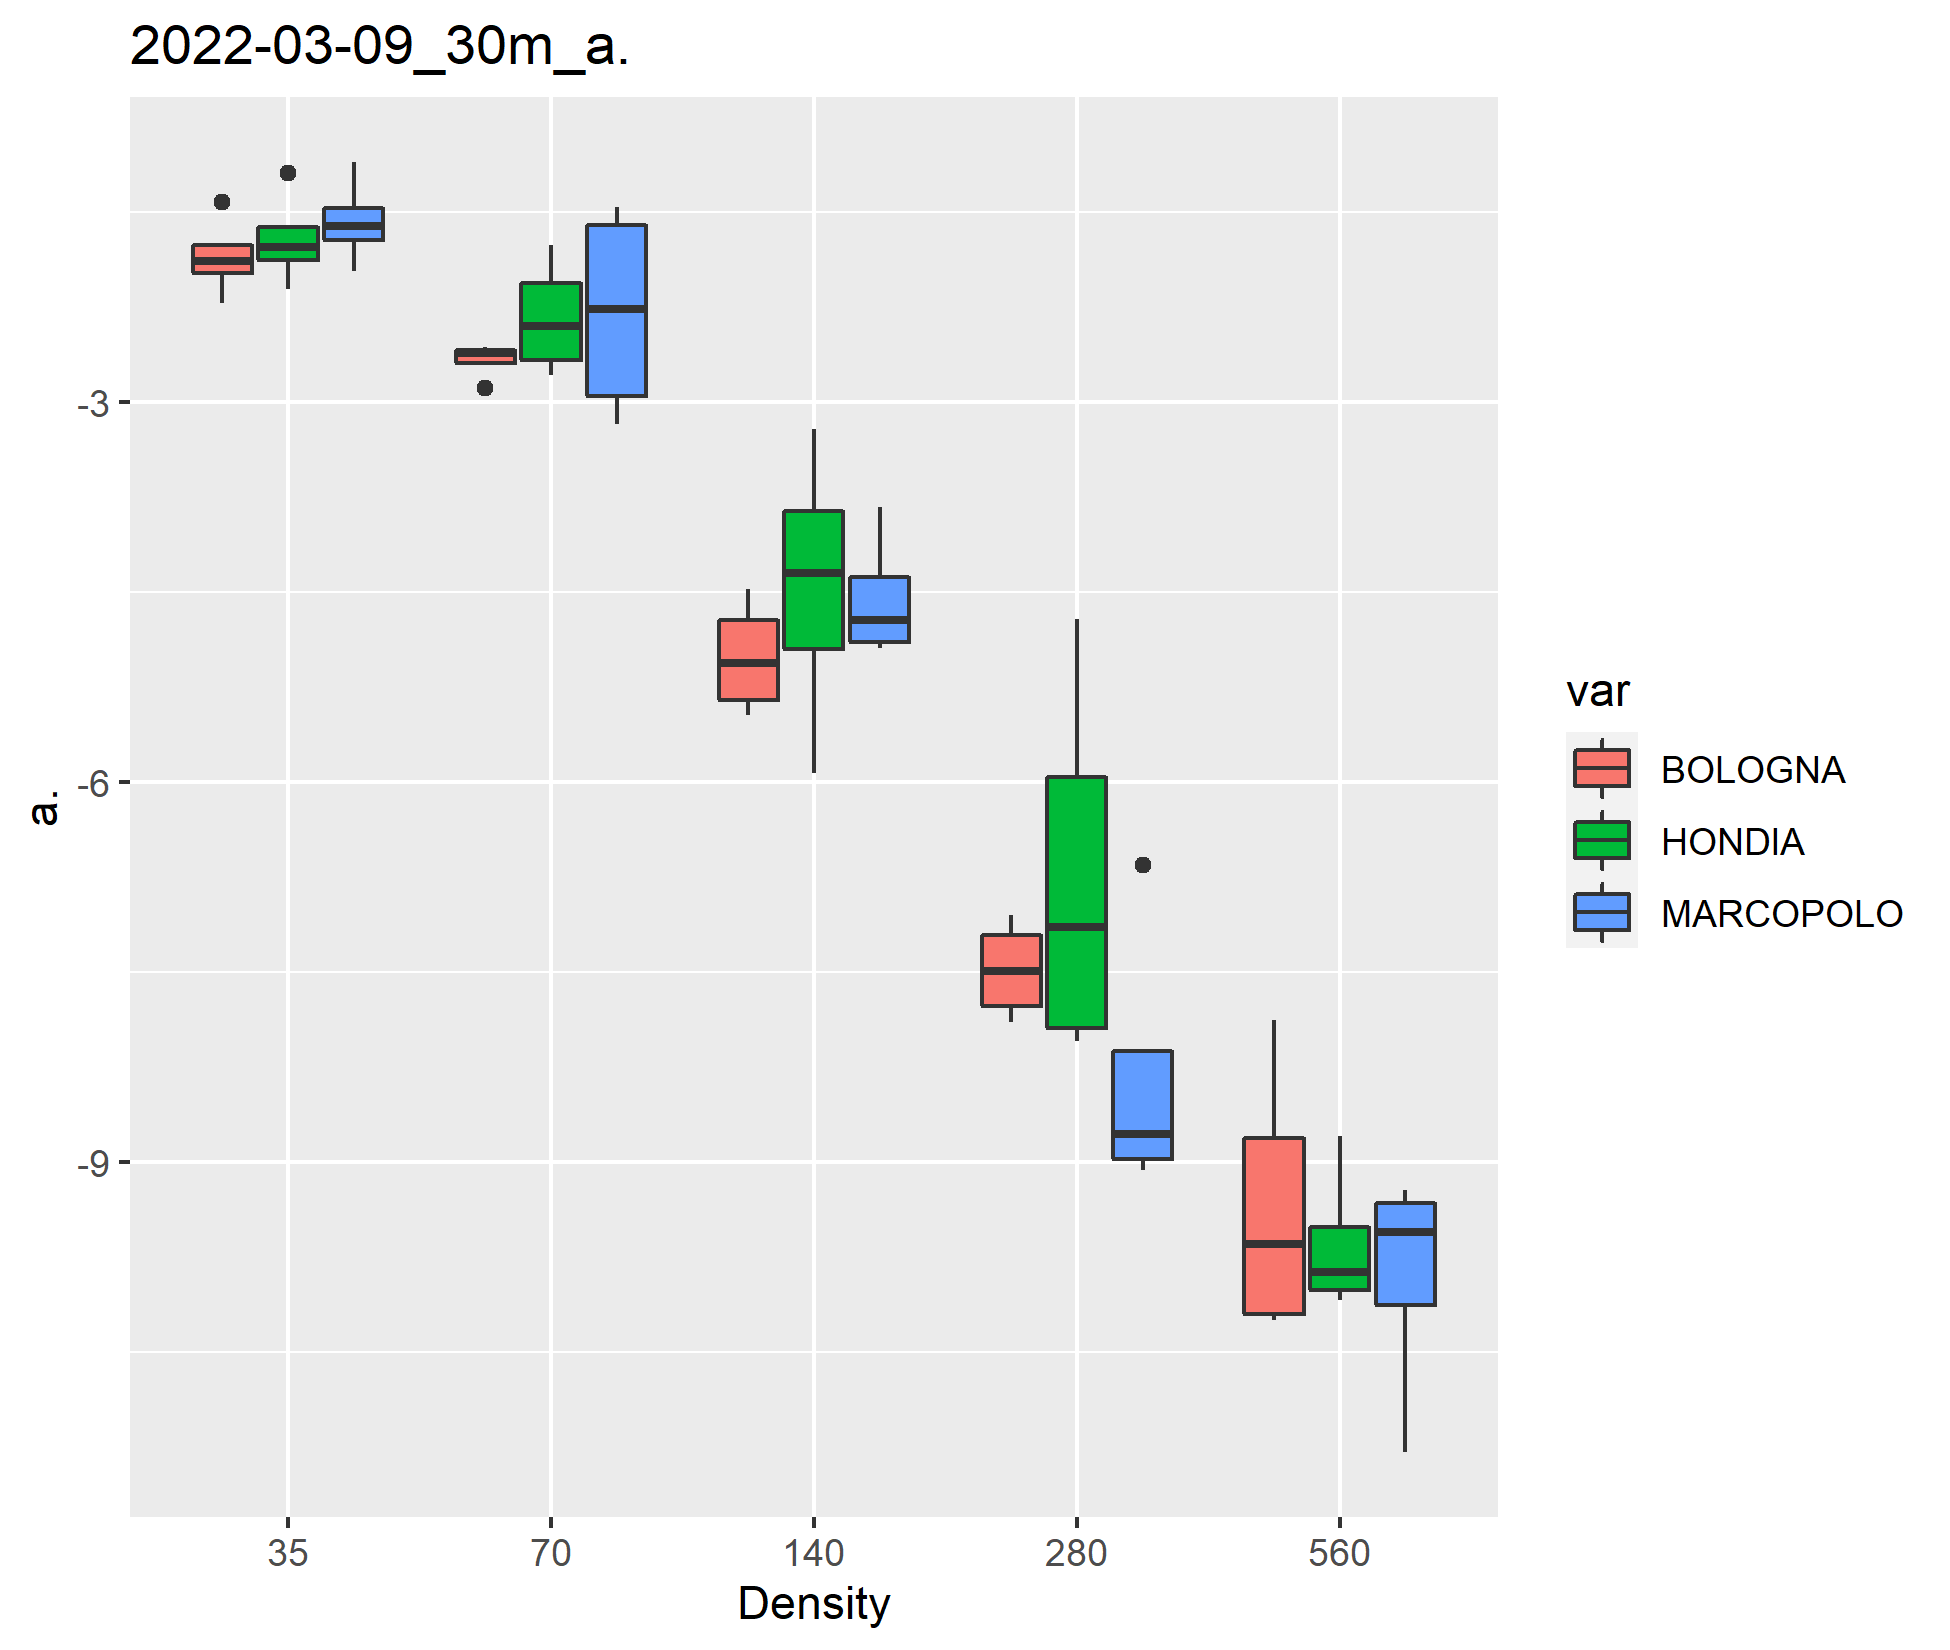 2022-03-09_30m_a.
a.
-3
-6
-9
35 70 140 280 560
Density
var
BOLOGNA
HONDIA
MARCOPOLO